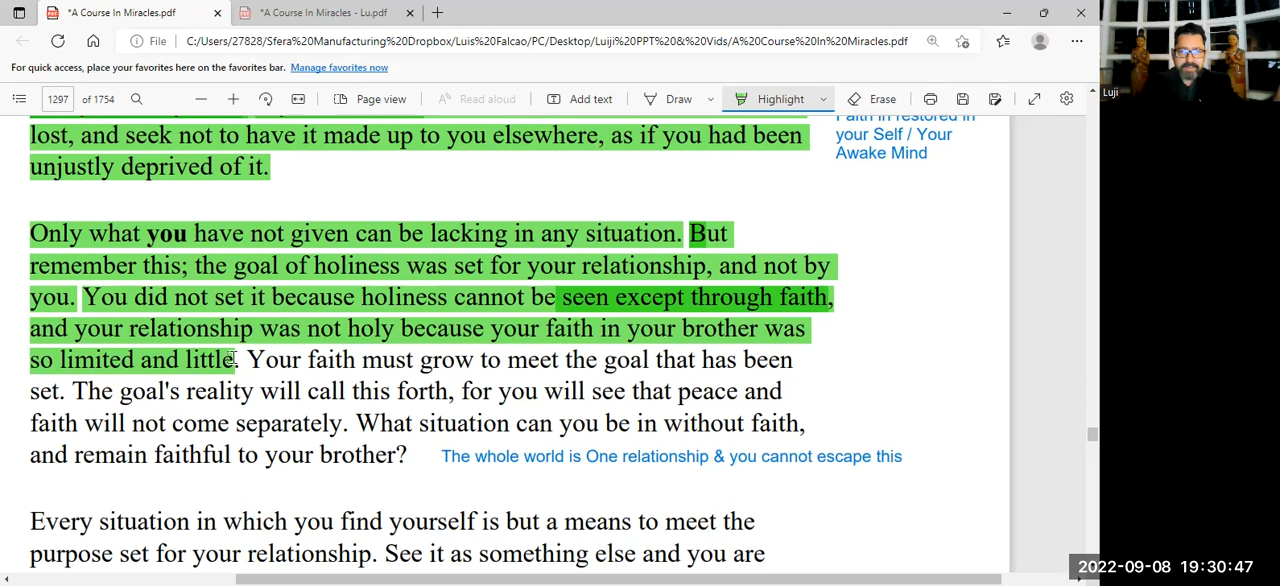 *A Course In Miracles.pdf
*A Course In Miracles - Lu.pdf
File C:/Users/27828/Sfera%20Manufacturing%20Dropbox/Luis%20Falcao/PC/Desktop/Luiji%20PPT%20&%20Vids/A%20Course%20In%20Miracles.pdf
For quick access, place your favorites here on the favorites bar. Manage favorites now
1297 of 1754 Page view Read aloud Add text Draw Highlight Erase
Luji
lost, and seek not to have it made up to you elsewhere, as if you had been
unjustly deprived of it.
Faith in restored in
your Self / Your
Awake Mind
Only what you have not given can be lacking in any situation. But
remember this; the goal of holiness was set for your relationship, and not by
you. You did not set it because holiness cannot be seen except through faith,
and your relationship was not holy because your faith in your brother was
so limited and little. Your faith must grow to meet the goal that has been
set. The goal's reality will call this forth, for you will see that peace and
faith will not come separately. What situation can you be in without faith,
and remain faithful to your brother? The whole world is One relationship & you cannot escape this
Every situation in which you find yourself is but a means to meet the
purpose set for your relationship. See it as something else and you are
2022-09-08 19:30:47